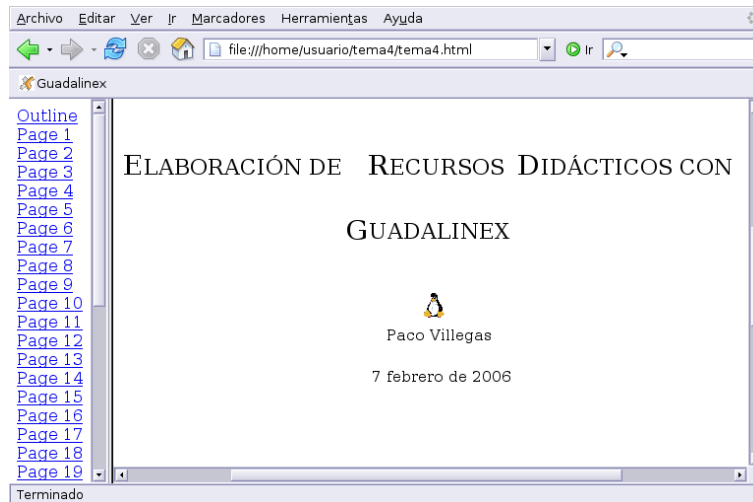 Archivo Editar Ver Ir Marcadores Herramientas Ayuda
file:///home/usuario/tema4/tema4.html Ir
Guadalinex
Outline
Page 1
Page 2
Page 3
Page 4
Page 5
Page 6
Page 7
Page 8
Page 9
Page 10
Page 11
Page 12
Page 13
Page 14
Page 15
Page 16
Page 17
Page 18
Page 19
ELABORACIÓN DE RECURSOS DIDÁCTICOS CON
GUADALINEX
Paco Villegas
7 febrero de 2006
Terminado